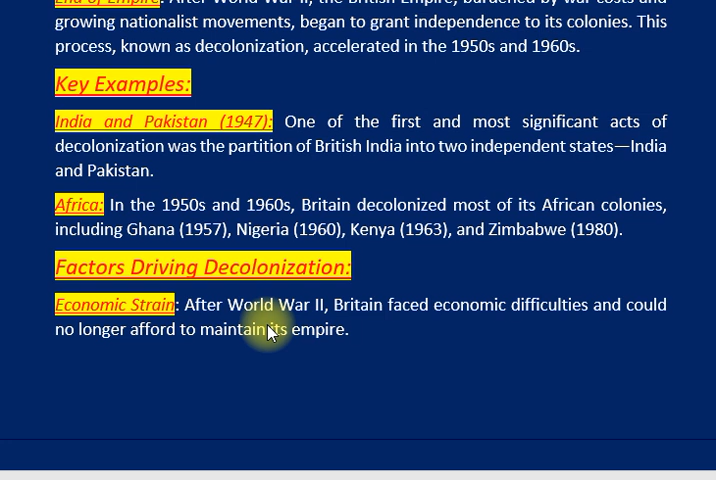 End of Empire: After World War II, the British Empire, burdened by war costs and
growing nationalist movements, began to grant independence to its colonies. This
process, known as decolonization, accelerated in the 1950s and 1960s.
Key Examples:
India and Pakistan (1947): One of the first and most significant acts of
decolonization was the partition of British India into two independent states—India
and Pakistan.
Africa: In the 1950s and 1960s, Britain decolonized most of its African colonies,
including Ghana (1957), Nigeria (1960), Kenya (1963), and Zimbabwe (1980).
Factors Driving Decolonization:
Economic Strain: After World War II, Britain faced economic difficulties and could
no longer afford to maintain its empire.